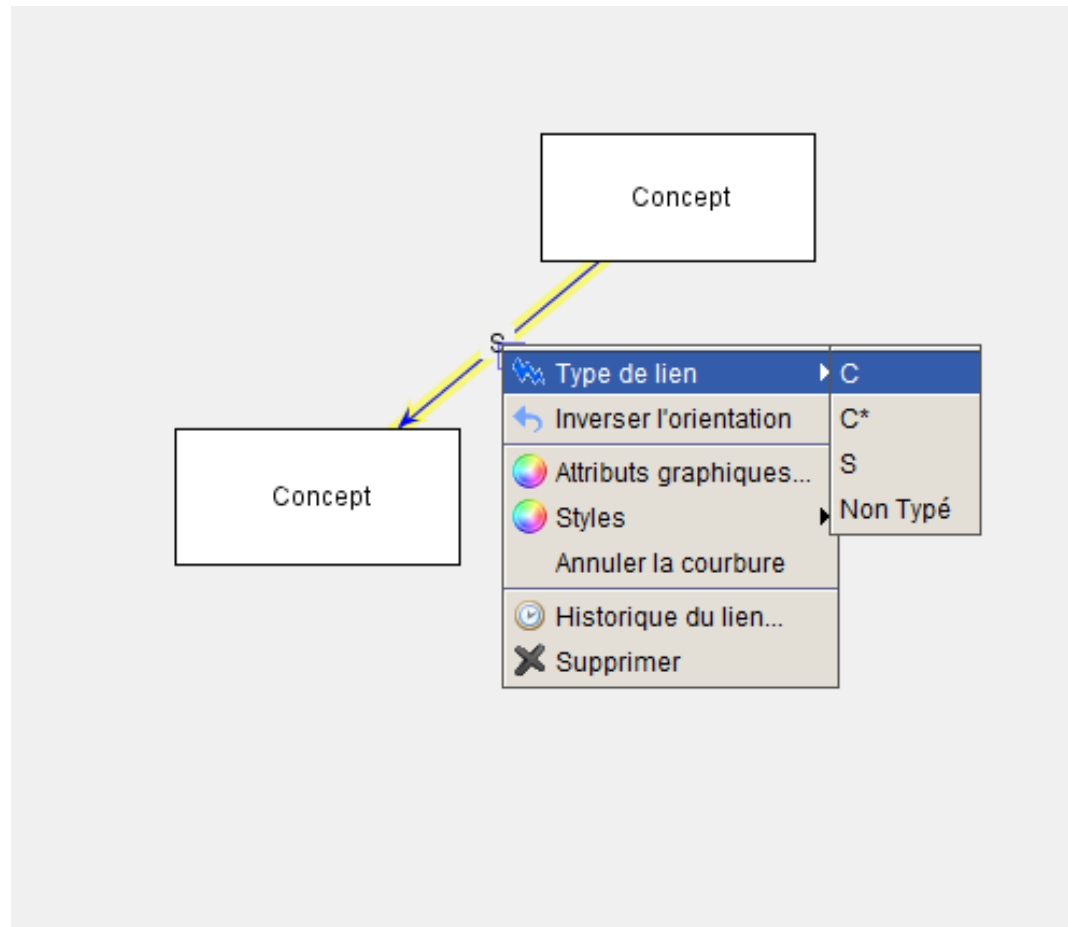 Concept
S
Type de lien
C
Inverser l'orientation
C*
Attributs graphiques...
S
Styles
Non Typé
Annuler la courbure
Concept
Historique du lien...
Supprimer